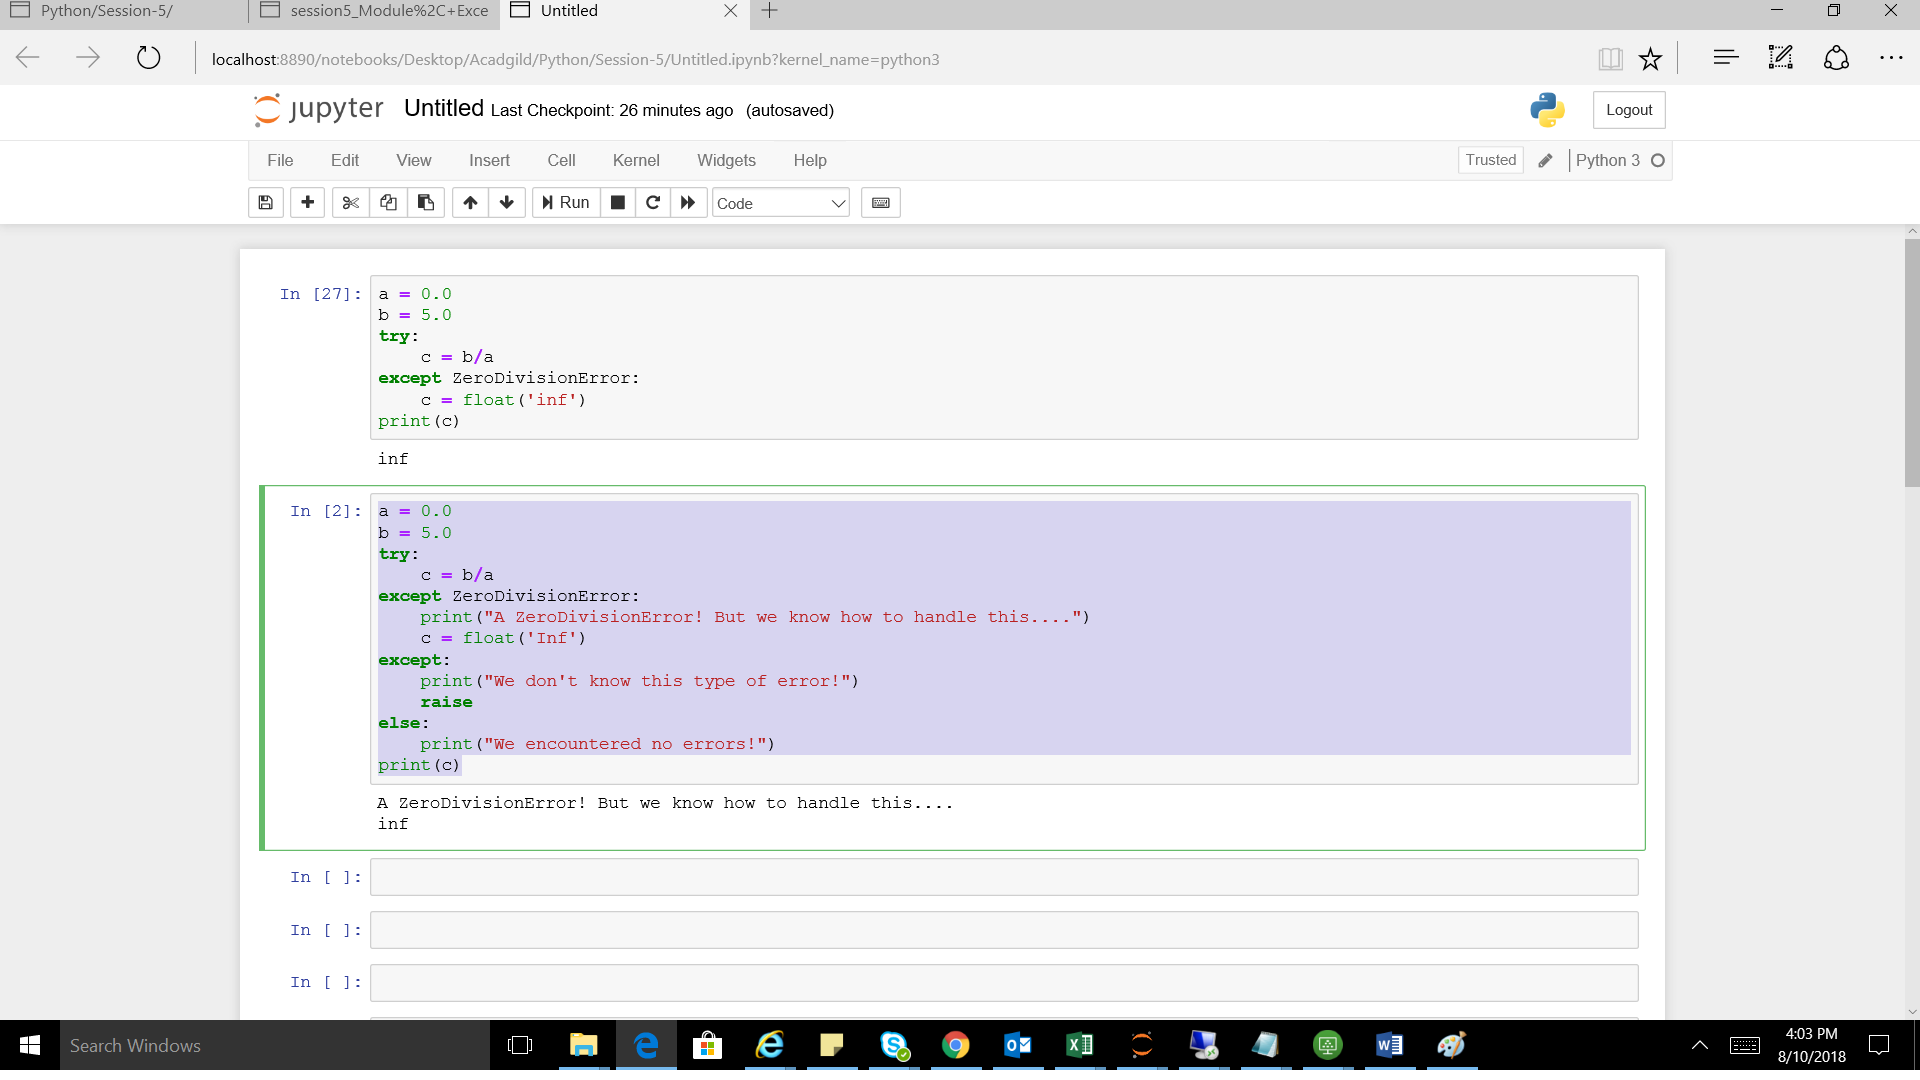 Python/Session-5/
session5_Module%2C+Exce
Untitled
localhost:8890/notebooks/Desktop/Acadgild/Python/Session-5/Untitled.ipynb?kernel_name=python3
jupyter Untitled Last Checkpoint: 26 minutes ago (autosaved)
Logout
File Edit View Insert Cell Kernel Widgets Help
Trusted
Python 3
Run
Code
In [27]:
a = 0.0
b = 5.0
try:
    c = b/a
except ZeroDivisionError:
    c = float('inf')
print(c)
inf
In [2]:
a = 0.0
b = 5.0
try:
    c = b/a
except ZeroDivisionError:
    print("A ZeroDivisionError! But we know how to handle this....")
    c = float('Inf')
except:
    print("We don't know this type of error!")
    raise
else:
    print("We encountered no errors!")
print(c)
A ZeroDivisionError! But we know how to handle this....
inf
In [ ]:
In [ ]:
In [ ]:
Search Windows
4:03 PM
8/10/2018